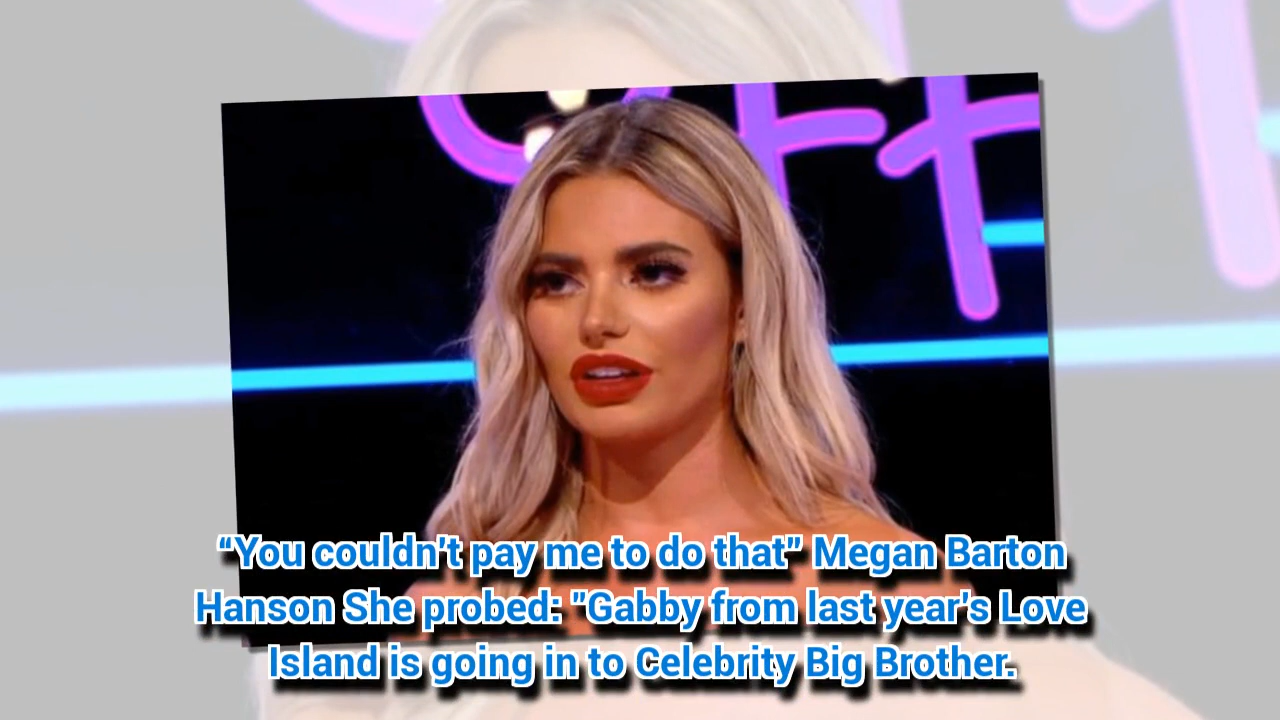 “You couldn't pay me to do that" Megan Barton
Hanson She probed: "Gabby from last year's Love
Island is going in to Celebrity Big Brother.